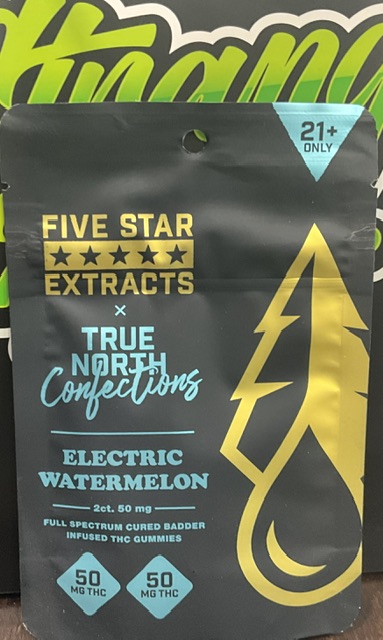 21+
ONLY
FIVE STAR
EXTRACTS
×
TRUE
NORTH
Confections
ELECTRIC
WATERMELON
2ct. 50 mg
FULL SPECTRUM CURED BADDER
INFUSED THC GUMMIES
50 50
MG THC MG THC